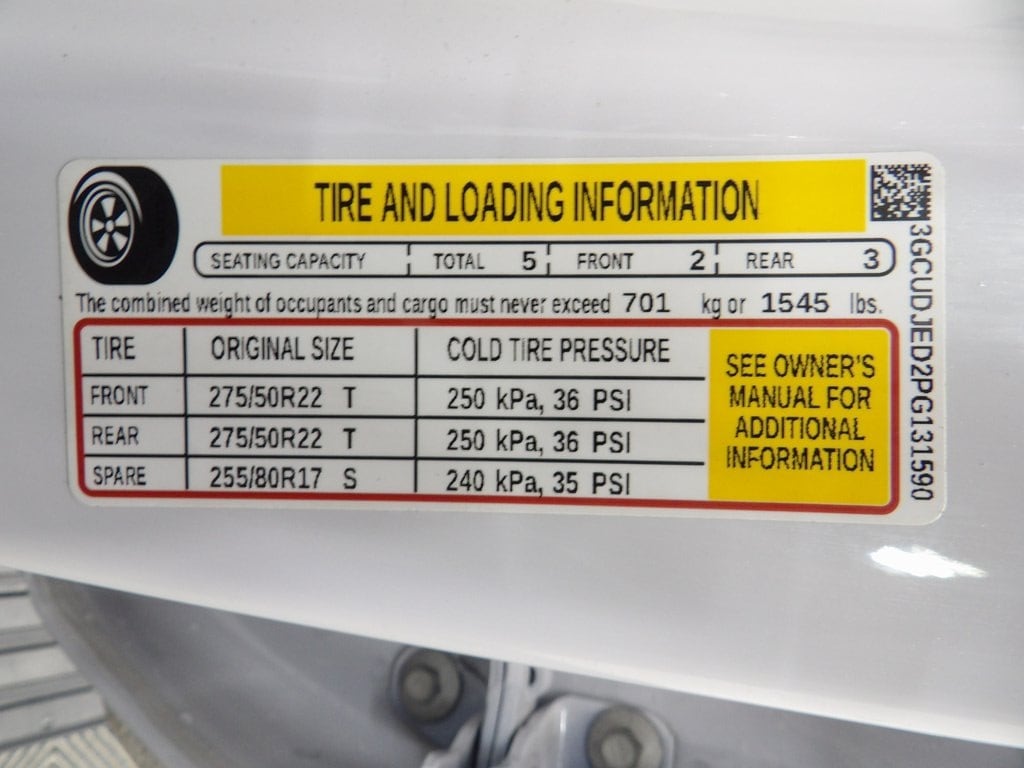 TIRE AND LOADING INFORMATION
SEATING CAPACITY TOTAL 5 FRONT 2 REAR 3
The combined weight of occupants and cargo must never exceed 701 kg or 1545 lbs.
TIRE ORIGINAL SIZE COLD TIRE PRESSURE
FRONT 275/50R22 T 250 kPa, 36 PSI
REAR 275/50R22 T 250 kPa, 36 PSI
SPARE 255/80R17 S 240 kPa, 35 PSI
SEE OWNER'S
MANUAL FOR
ADDITIONAL
INFORMATION
3GCUDJED2PG131590